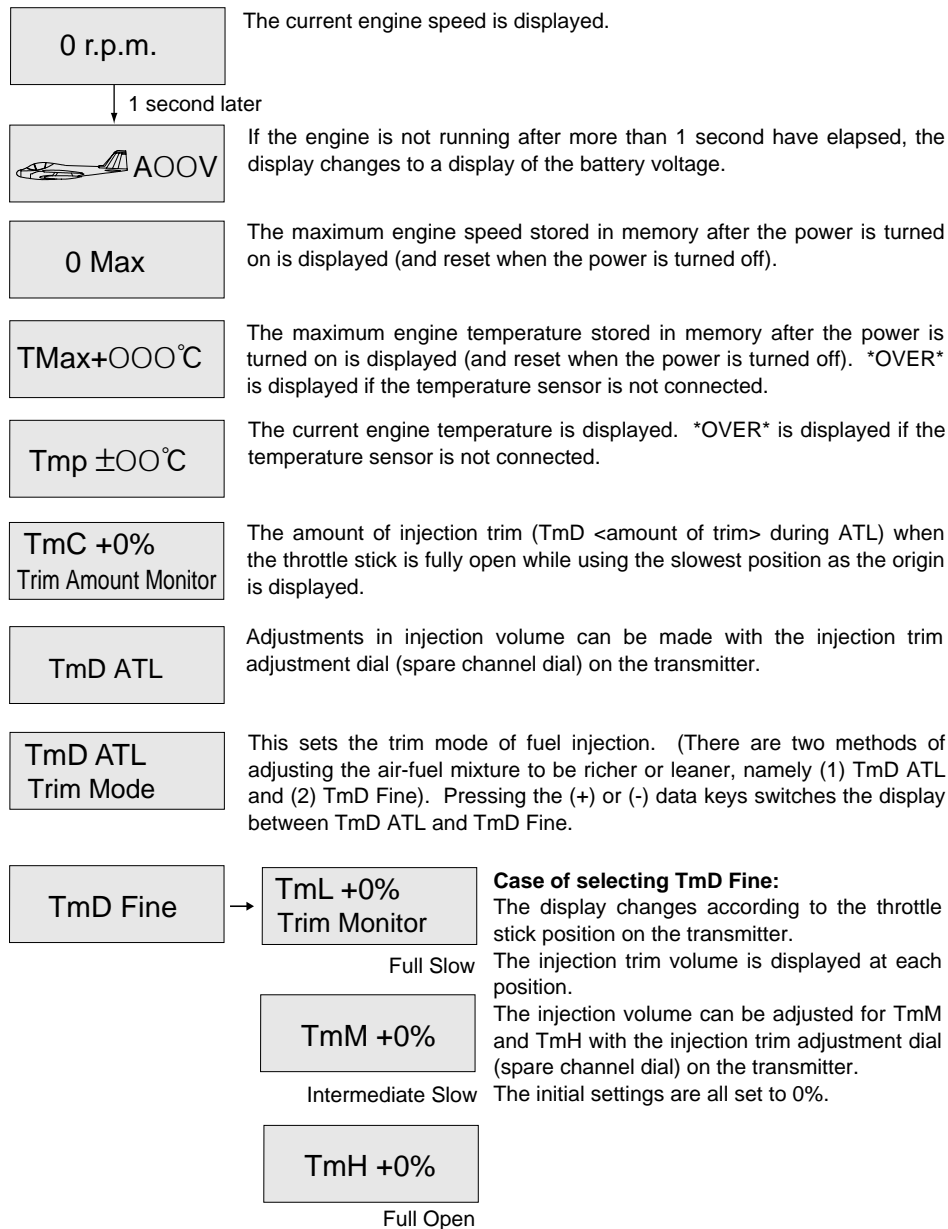 0 r.p.m.
The current engine speed is displayed.
1 second later
A○○V
If the engine is not running after more than 1 second have elapsed, the
display changes to a display of the battery voltage.
0 Max
The maximum engine speed stored in memory after the power is turned
on is displayed (and reset when the power is turned off).
TMax+○○○℃
The maximum engine temperature stored in memory after the power is
turned on is displayed (and reset when the power is turned off). *OVER*
is displayed if the temperature sensor is not connected.
Tmp ±○○℃
The current engine temperature is displayed. *OVER* is displayed if the
temperature sensor is not connected.
TmC +0%
Trim Amount Monitor
The amount of injection trim (TmD <amount of trim> during ATL) when
the throttle stick is fully open while using the slowest position as the origin
is displayed.
TmD ATL
Adjustments in injection volume can be made with the injection trim
adjustment dial (spare channel dial) on the transmitter.
TmD ATL
Trim Mode
This sets the trim mode of fuel injection. (There are two methods of
adjusting the air-fuel mixture to be richer or leaner, namely (1) TmD ATL
and (2) TmD Fine). Pressing the (+) or (-) data keys switches the display
between TmD ATL and TmD Fine.
TmD Fine
TmL +0%
Trim Monitor
Full Slow
TmM +0%
Intermediate Slow
TmH +0%
Full Open
Case of selecting TmD Fine:
The display changes according to the throttle
stick position on the transmitter.
The injection trim volume is displayed at each
position.
The injection volume can be adjusted for TmM
and TmH with the injection trim adjustment dial
(spare channel dial) on the transmitter.
The initial settings are all set to 0%.